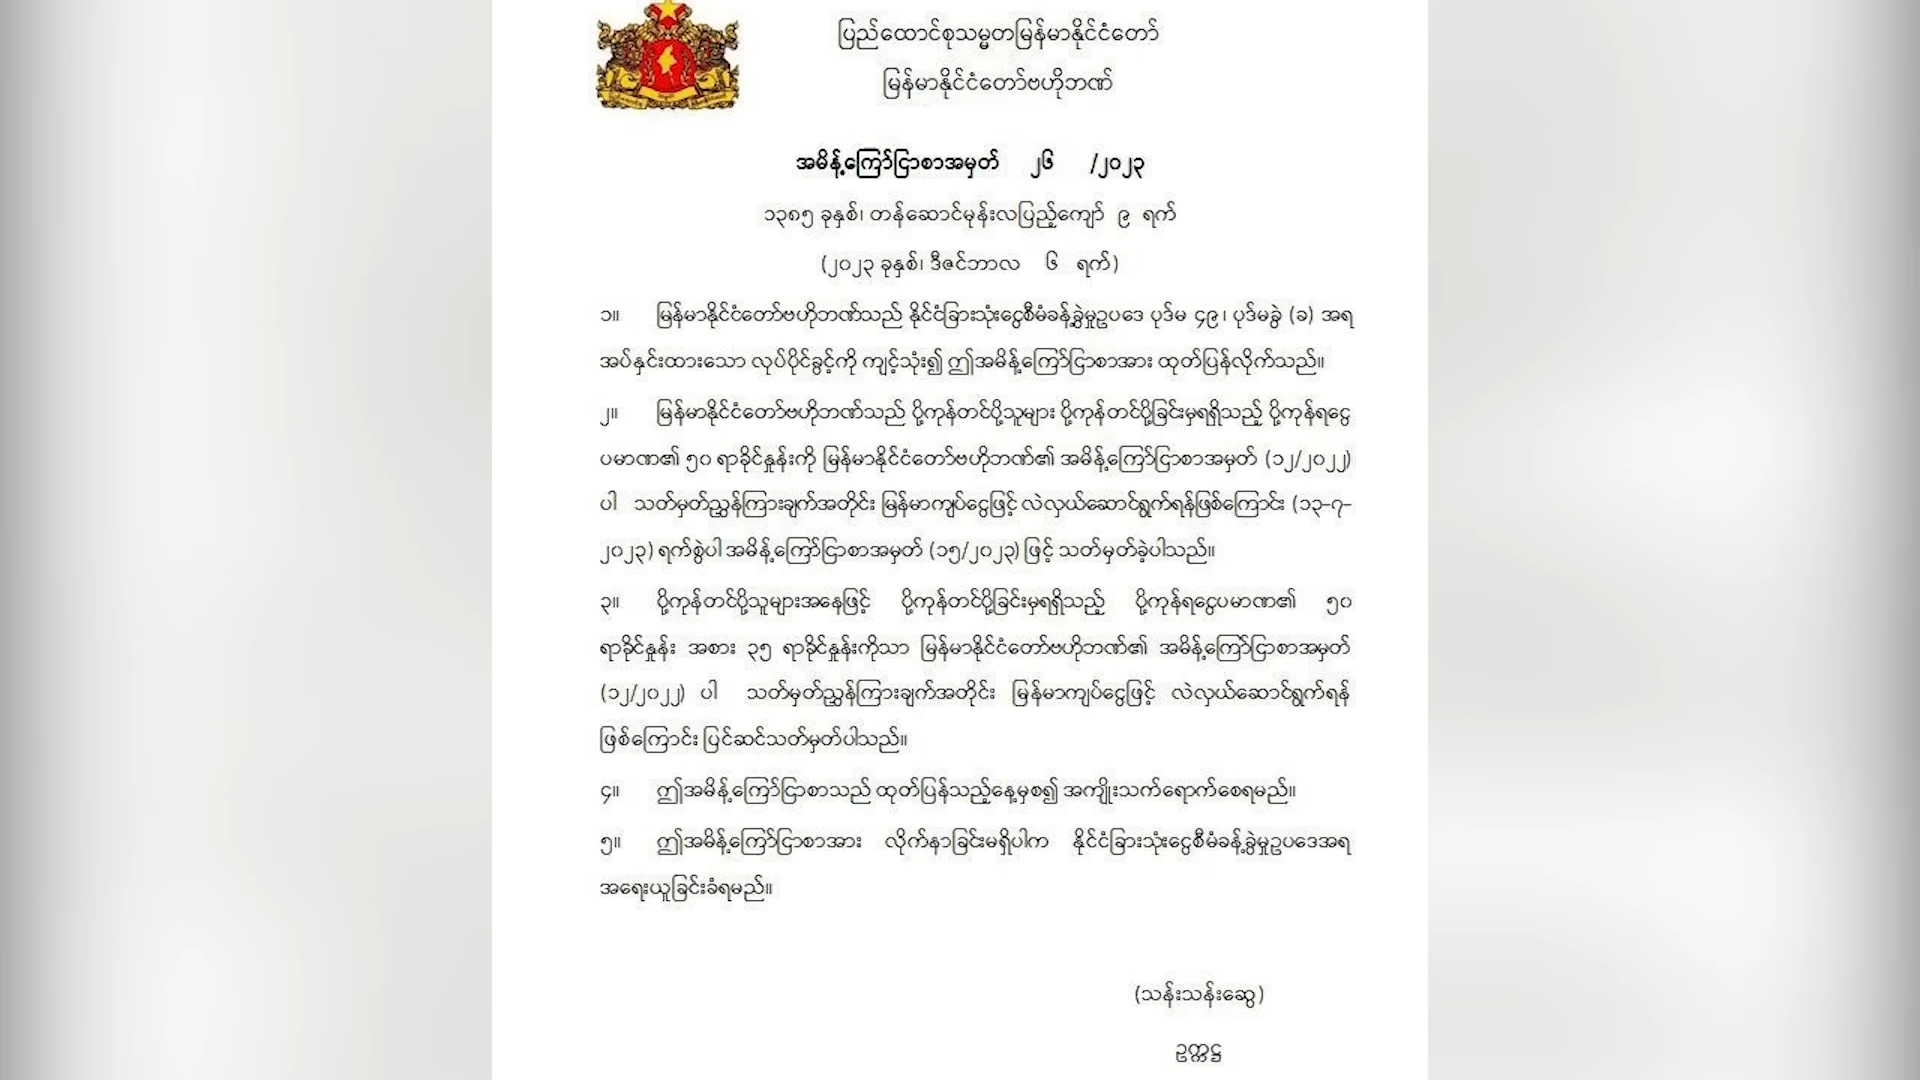 ပြည်ထောင်စုသမ္မတမြန်မာနိုင်ငံတော်
မြန်မာနိုင်ငံတော်ဗဟိုဘဏ်
အမိန့်ကြော်ငြာစာအမှတ် ၂၆ /၂၀၂၃
၁၃၈၅ ခုနှစ်၊ တန်ဆောင်မုန်းလပြည့်ကျော် ၉ ရက်
(၂၀၂၃ ခုနှစ်၊ ဒီဇင်ဘာလ ၆ ရက်)
၁။ မြန်မာနိုင်ငံတော်ဗဟိုဘဏ်သည် နိုင်ငံခြားသုံးငွေစီမံခန့်ခွဲမှုဥပဒေ ပုဒ်မ ၄၉၊ ပုဒ်မခွဲ (ခ) အရ
အပ်နှင်းထားသော လုပ်ပိုင်ခွင့်ကို ကျင့်သုံး၍ ဤအမိန့်ကြော်ငြာစာအား ထုတ်ပြန်လိုက်သည်။
၂။ မြန်မာနိုင်ငံတော်ဗဟိုဘဏ်သည် ပို့ကုန်တင်ပို့သူများ ပို့ကုန်တင်ပို့ခြင်းမှရရှိသည့် ပို့ကုန်ရငွေ
ပမာဏ၏ ၅၀ ရာခိုင်နှုန်းကို မြန်မာနိုင်ငံတော်ဗဟိုဘဏ်၏ အမိန့်ကြော်ငြာစာအမှတ် (၁၂/၂၀၂၂)
ပါ သတ်မှတ်ညွှန်ကြားချက်အတိုင်း မြန်မာကျပ်ငွေဖြင့် လဲလှယ်ဆောင်ရွက်ရန်ဖြစ်ကြောင်း (၁၃-၇-
၂၀၂၃) ရက်စွဲပါ အမိန့်ကြော်ငြာစာအမှတ် (၁၅/၂၀၂၃) ဖြင့် သတ်မှတ်ခဲ့ပါသည်။
၃။ ပို့ကုန်တင်ပို့သူများအနေဖြင့် ပို့ကုန်တင်ပို့ခြင်းမှရရှိသည့် ပို့ကုန်ရငွေပမာဏ၏ ၅၀
ရာခိုင်နှုန်း အစား ၃၅ ရာခိုင်နှုန်းကိုသာ မြန်မာနိုင်ငံတော်ဗဟိုဘဏ်၏ အမိန့်ကြော်ငြာစာအမှတ်
(၁၂/၂၀၂၂) ပါ သတ်မှတ်ညွှန်ကြားချက်အတိုင်း မြန်မာကျပ်ငွေဖြင့် လဲလှယ်ဆောင်ရွက်ရန်
ဖြစ်ကြောင်း ပြင်ဆင်သတ်မှတ်ပါသည်။
၄။ ဤအမိန့်ကြော်ငြာစာသည် ထုတ်ပြန်သည့်နေ့မှစ၍ အကျိုးသက်ရောက်စေရမည်။
၅။ ဤအမိန့်ကြော်ငြာစာအား လိုက်နာခြင်းမရှိပါက နိုင်ငံခြားသုံးငွေစီမံခန့်ခွဲမှုဥပဒေအရ
အရေးယူခြင်းခံရမည်။
(သန်းသန်းဆွေ)
ဥက္ကဋ္ဌ